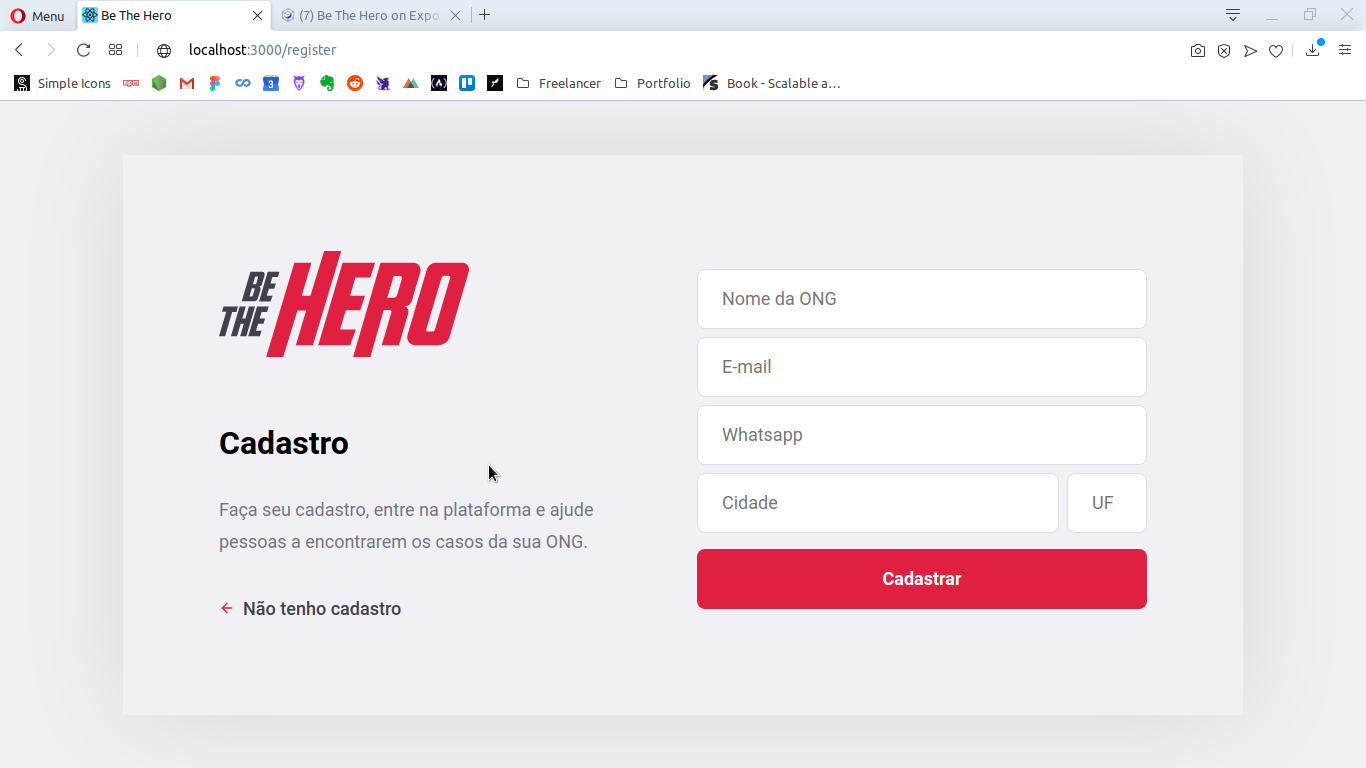 Menu
Be The Hero
(7) Be The Hero on Expo
localhost:3000/register
Simple Icons
3
Freelancer
Portfolio
Book - Scalable a…
BE
THE
HERO
Cadastro
Faça seu cadastro, entre na plataforma e ajude
pessoas a encontrarem os casos da sua ONG.
Não tenho cadastro
Nome da ONG
E-mail
Whatsapp
Cidade
UF
Cadastrar